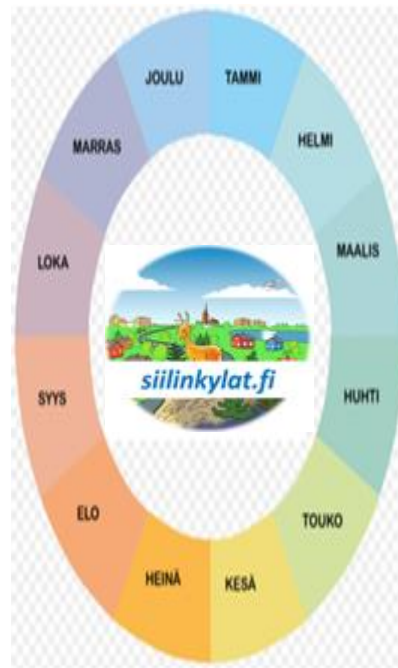 JOULU
TAMMI
HELMI
MAALIS
HUHTI
TOUKO
KESÄ
HEINÄ
ELO
SYYS
LOKA
MARRAS
siilinkylat.fi